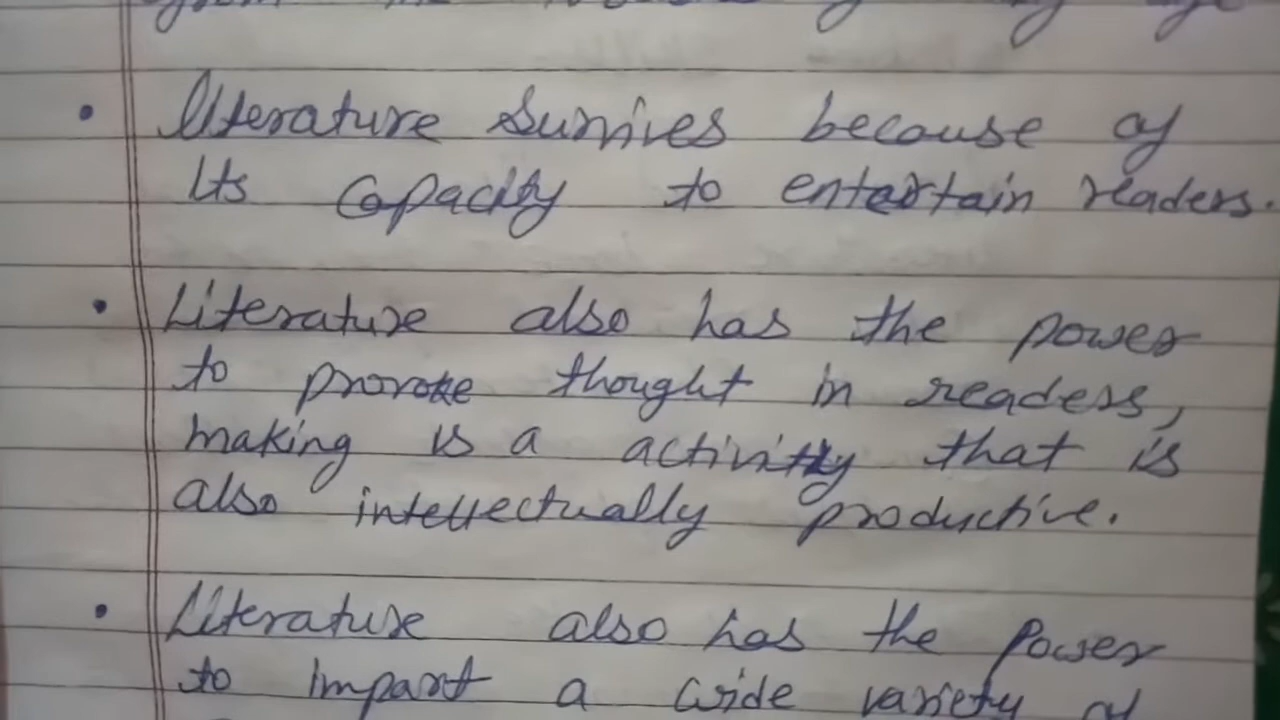 • Literature survives because of
Its Capacity to entertain readers.
• Literature also has the power
to provoke thought in readers,
making is a activity that is
also intellectually productive.
• Literature also has the Power
to impart a wide variety of